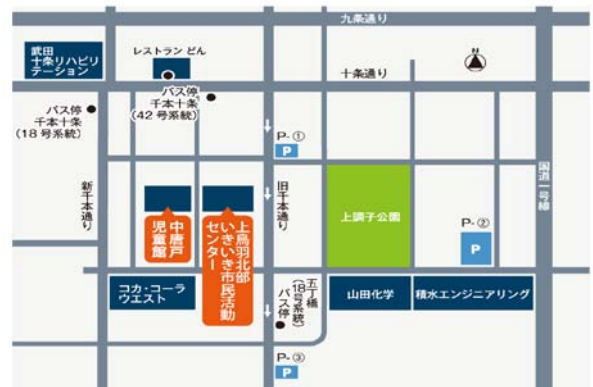 九条通り
武田
十条リハビリ
テーション
レストラン どん
十条通り
N
バス停
千本十条
(18号系統)
バス停
千本十条
(42号系統)
P-①
P
新千本通り
旧千本通り
国道一号線
中唐戸
児童館
上鳥羽北部
いきいき市民活動
センター
上調子公園
P-②
P
コカ・コーラ
ウエスト
五丁橋
(18号系統)
バス停
山田化学
積水エンジニアリング
P-③
P